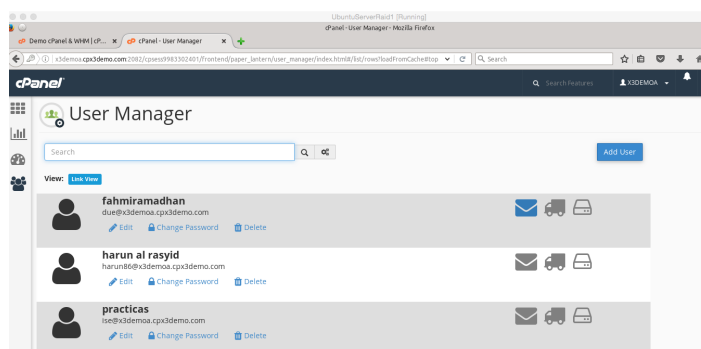 UbuntuServerRaid1 [Running]
cPanel - User Manager - Mozilla Firefox
Demo cPanel & WHM | cP... × cPanel - User Manager ×
x3demoa.cpx3demo.com:2082/cpsess9983302401/frontend/paper_lantern/user_manager/index.html#/list/rows?loadFromCache#top Search
cPanel Search Features X3DEMOA
User Manager
Search Add User
View: Link View
fahmiramadhan
due@x3demoa.cpx3demo.com
Edit Change Password Delete
harun al rasyid
harun86@x3demoa.cpx3demo.com
Edit Change Password Delete
practicas
ise@x3demoa.cpx3demo.com
Edit Change Password Delete